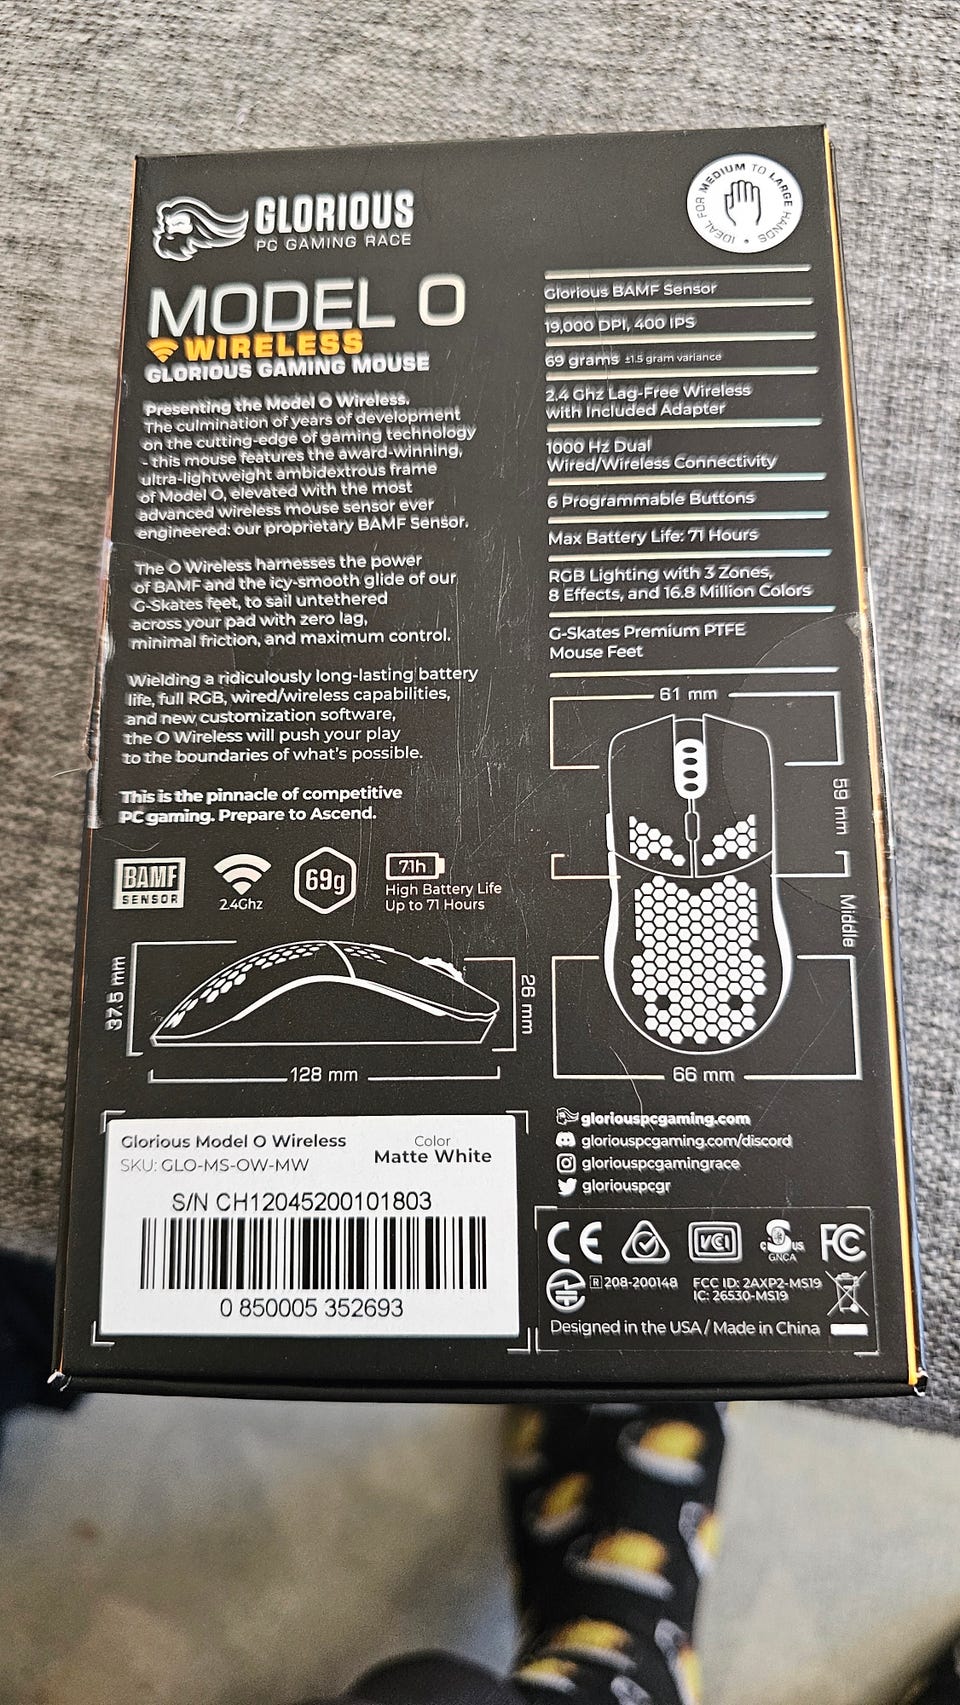 GLORIOUS
PC GAMING RACE
IDEAL FOR MEDIUM TO LARGE HANDS
MODEL O
WIRELESS
GLORIOUS GAMING MOUSE
Presenting the Model O Wireless.
The culmination of years of development
on the cutting-edge of gaming technology
- this mouse features the award-winning,
ultra-lightweight ambidextrous frame
of Model O, elevated with the most
advanced wireless mouse sensor ever
engineered: our proprietary BAMF Sensor.
The O Wireless harnesses the power
of BAMF and the icy-smooth glide of our
G-Skates feet, to sail untethered
across your pad with zero lag,
minimal friction, and maximum control.
Wielding a ridiculously long-lasting battery
life, full RGB, wired/wireless capabilities,
and new customization software,
the O Wireless will push your play
to the boundaries of what's possible.
This is the pinnacle of competitive
PC gaming. Prepare to Ascend.
BAMF
SENSOR
2.4Ghz
69g
71h
High Battery Life
Up to 71 Hours
37.5 mm
26 mm
128 mm
Glorious BAMF Sensor
19,000 DPI, 400 IPS
69 grams ±1.5 gram variance
2.4 Ghz Lag-Free Wireless
with Included Adapter
1000 Hz Dual
Wired/Wireless Connectivity
6 Programmable Buttons
Max Battery Life: 71 Hours
RGB Lighting with 3 Zones,
8 Effects, and 16.8 Million Colors
G-Skates Premium PTFE
Mouse Feet
61 mm
59 mm
Middle
66 mm
Glorious Model O Wireless
SKU: GLO-MS-OW-MW
Color
Matte White
S/N CH12045200101803
0 850005 352693
gloriouspcgaming.com
gloriouspcgaming.com/discord
gloriouspcgamingrace
gloriouspcgr
CE
VCI
C S US
GNCA
FC
R 208-200148
FCC ID: 2AXP2-MS19
IC: 26530-MS19
Designed in the USA / Made in China